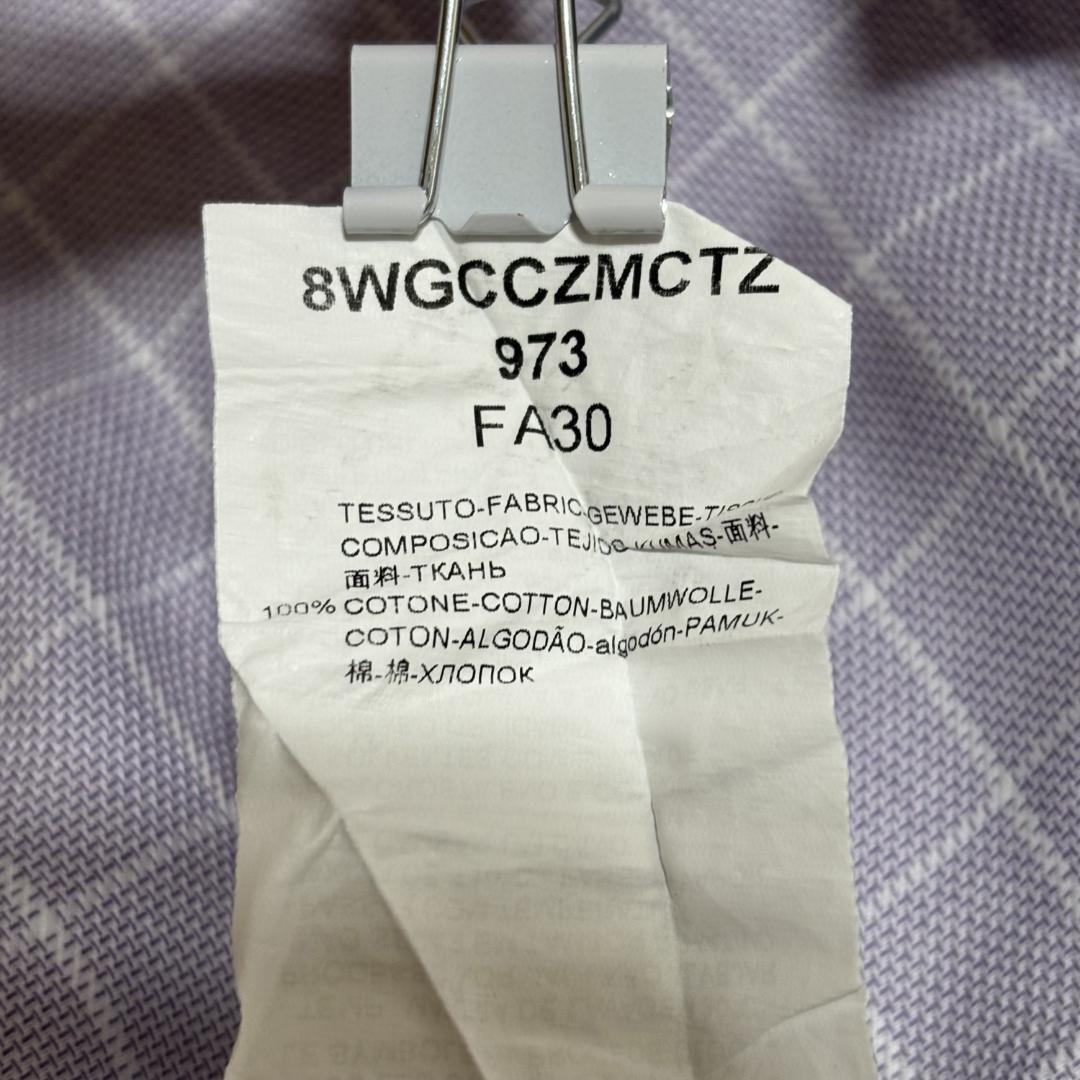 8WGCCZMCTZ
973
FA30
TESSUTO-FABRIC-GEWEBE-
COMPOSICAO-TEJIDO KUMAŞ-面料-
面料-ТКАНЬ
100% COTONE-COTTON-BAUMWOLLE-
COTON-ALGODÃO-algodón-PAMUK-
棉-棉-ХЛОПОК